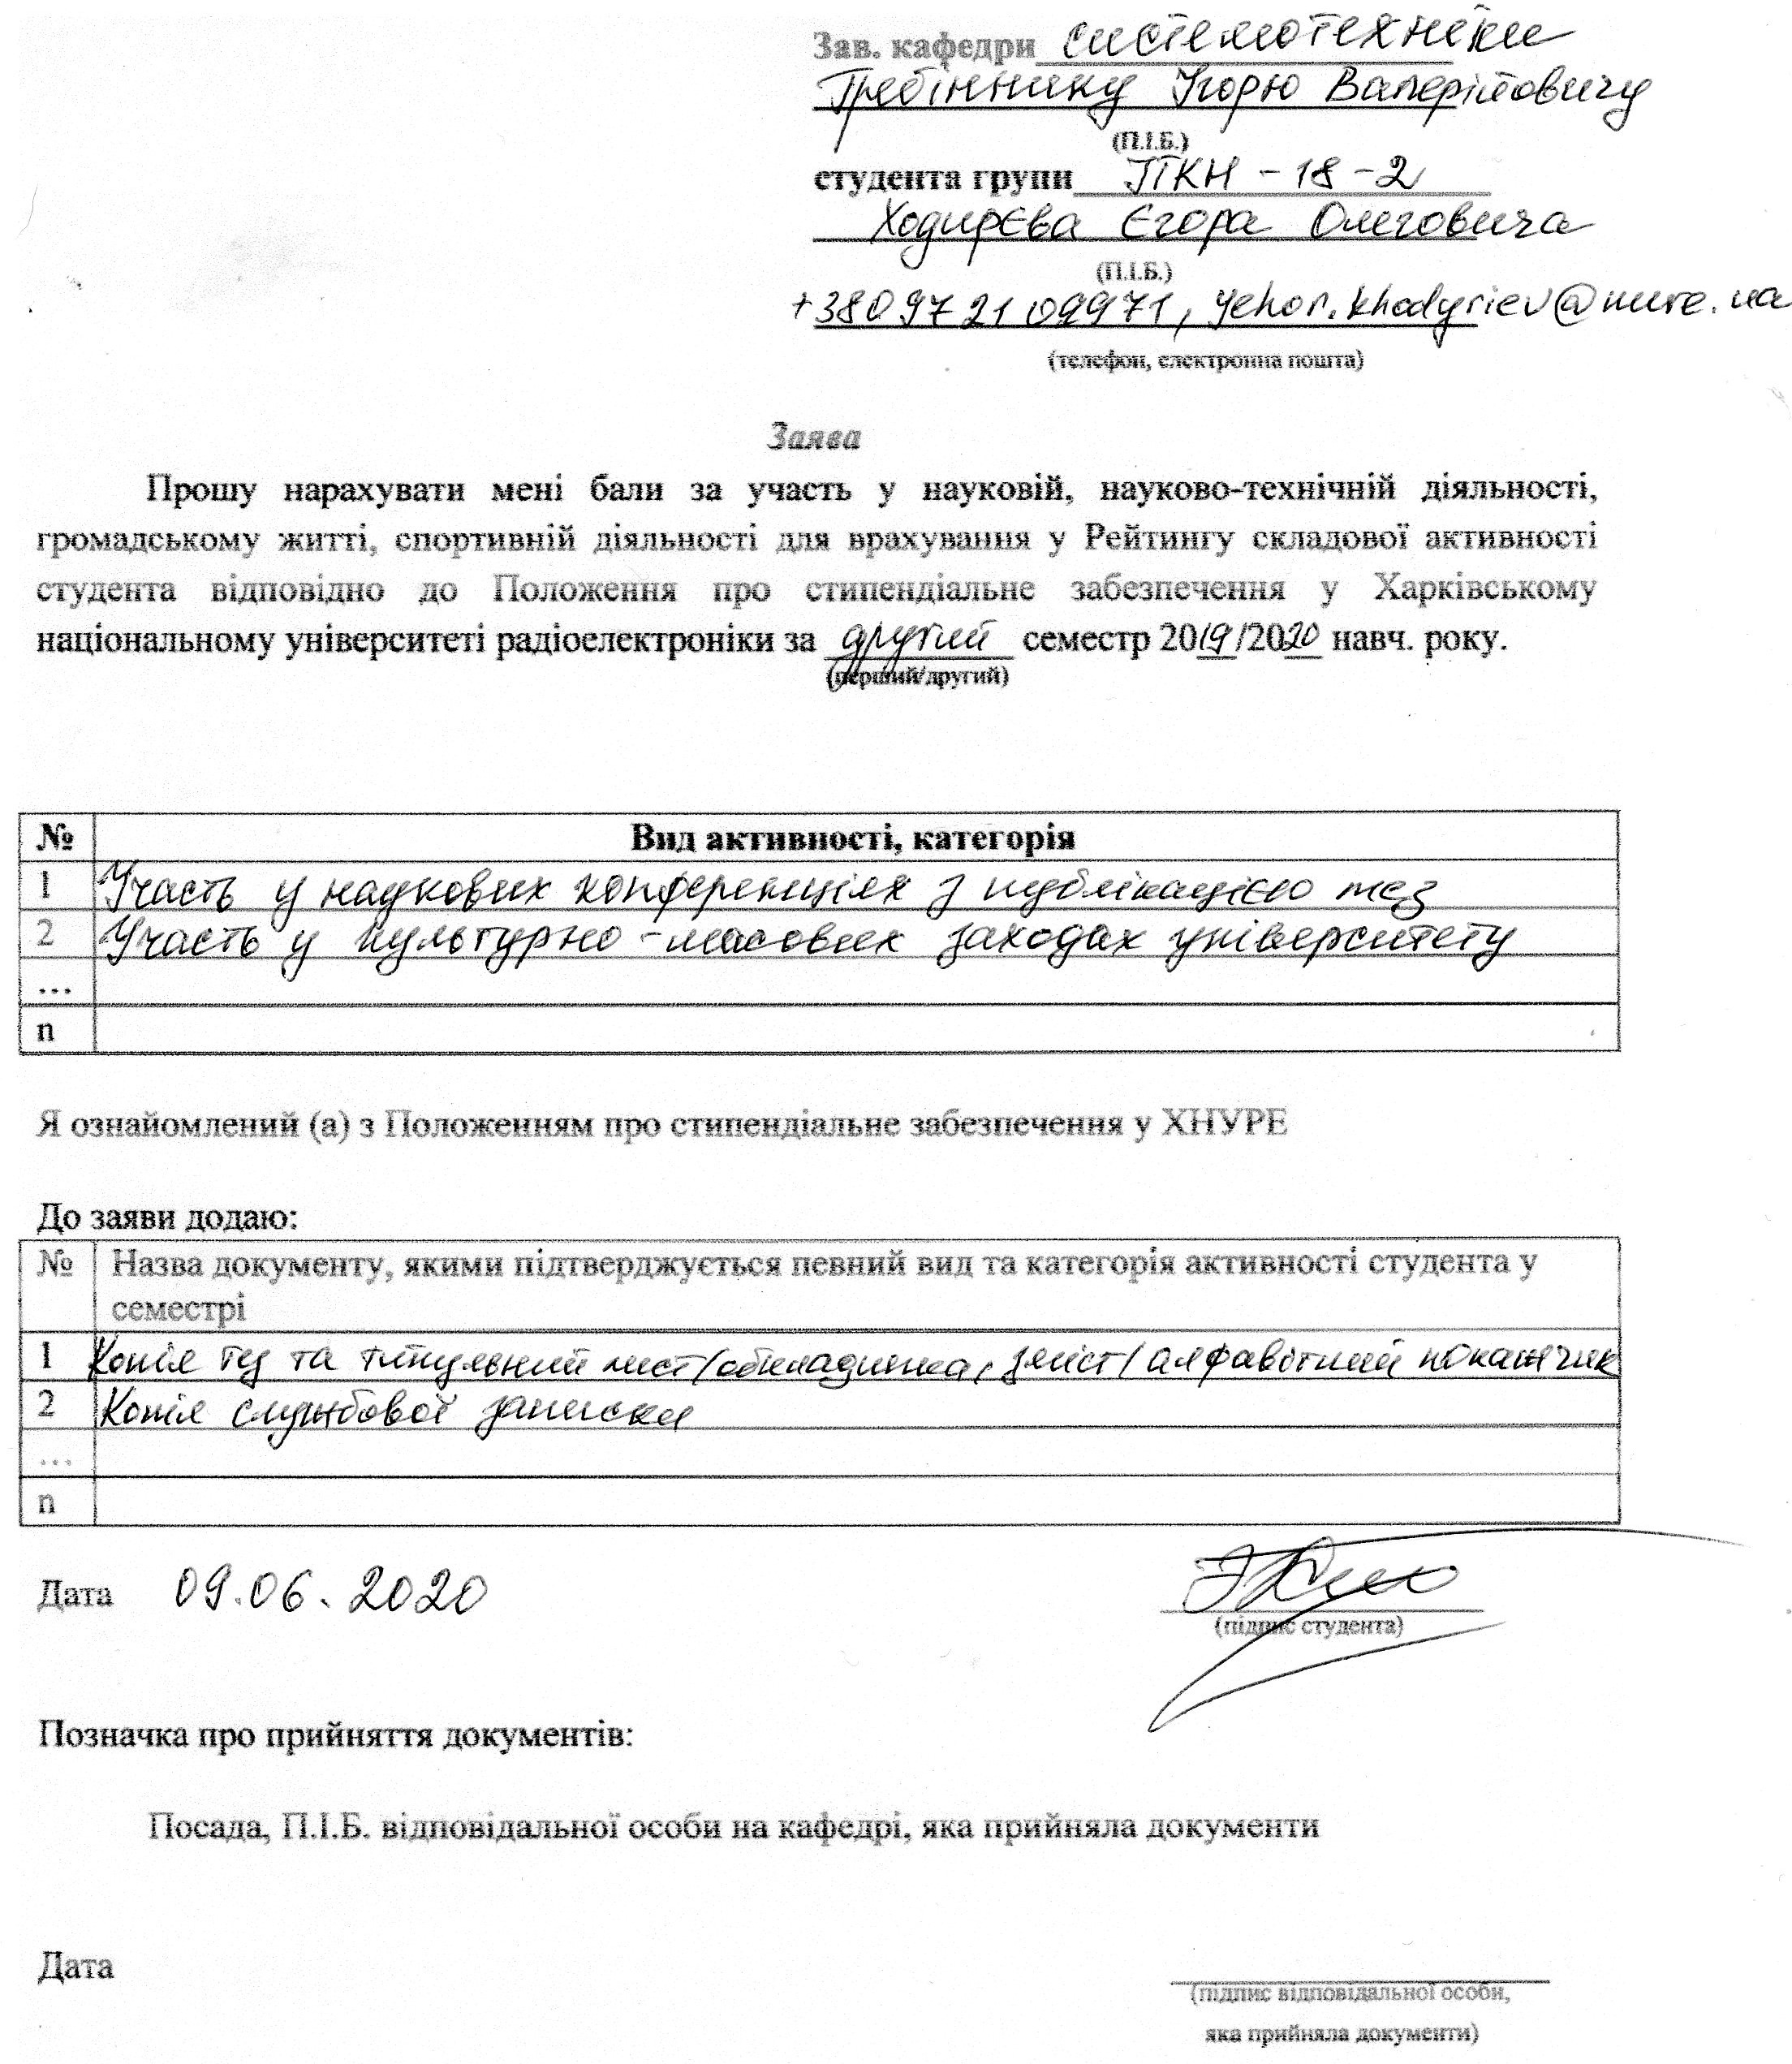 Зав. кафедри системотехніки
Гребіннику Ігорю Валерійовичу
(П.І.Б.)
студента групи ІТКН - 18 - 2
Ходирєва Єгора Олеговича
(П.І.Б.)
+380972109971, yehor.khodyriev@nure.ua
(телефон, електронна пошта)
Заява
Прошу нарахувати мені бали за участь у науковій, науково-технічній діяльності,
громадському житті, спортивній діяльності для врахування у Рейтингу складової активності
студента відповідно до Положення про стипендіальне забезпечення у Харківському
національному університеті радіоелектроніки за другий семестр 2019/2020 навч. року.
(перший/другий)
№ Вид активності, категорія
1 Участь у наукових конференціях з публікацією тез
2 Участь у культурно-масових заходах університету
...
n
Я ознайомлений (а) з Положенням про стипендіальне забезпечення у ХНУРЕ
До заяви додаю:
№ Назва документу, якими підтверджується певний вид та категорія активності студента у
семестрі
1 Копія тез та титульний лист/обкладинка, зміст/алфавітний покажчик
2 Копія службової записки
...
n
Дата 09.06.2020
(підпис студента)
Позначка про прийняття документів:
Посада, П.І.Б. відповідальної особи на кафедрі, яка прийняла документи
Дата
(підпис відповідальної особи,
яка прийняла документи)